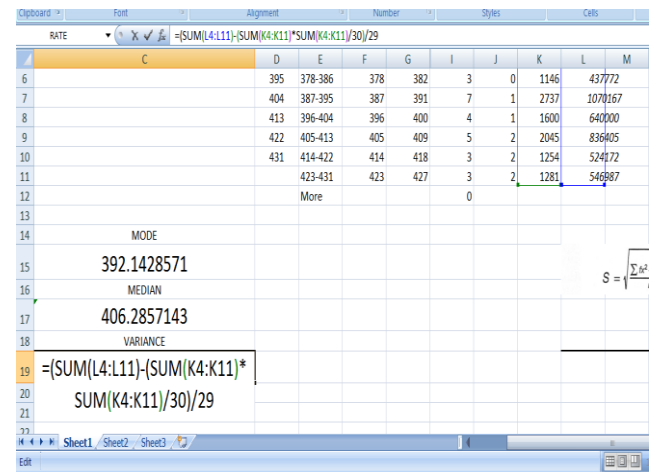 Clipboard Font Alignment Number Styles Cells
RATE =(SUM(L4:L11)-(SUM(K4:K11)*SUM(K4:K11)/30)/29
C D E F G I J K L M
6 395 378-386 378 382 3 0 1146 437772
7 404 387-395 387 391 7 1 2737 1070167
8 413 396-404 396 400 4 1 1600 640000
9 422 405-413 405 409 5 2 2045 836405
10 431 414-422 414 418 3 2 1254 524172
11 423-431 423 427 3 2 1281 546987
12 More 0
13
14 MODE
15 392.1428571
16 MEDIAN
17 406.2857143
18 VARIANCE
19 =(SUM(L4:L11)-(SUM(K4:K11)*
20 SUM(K4:K11)/30)/29
21
22
Sheet1 Sheet2 Sheet3
Edit